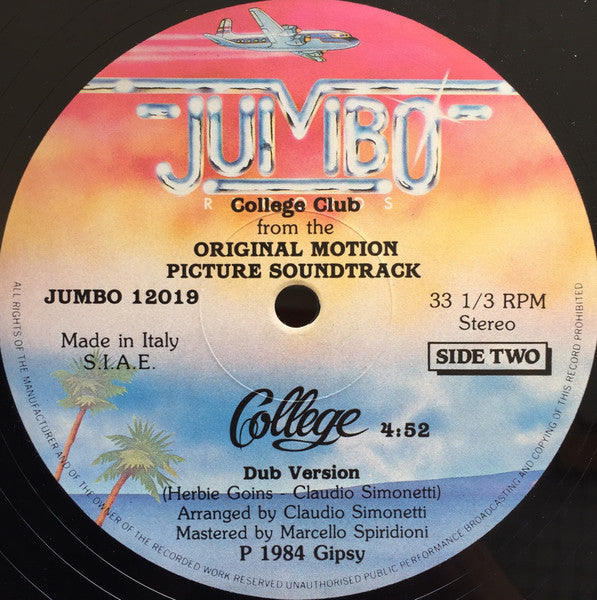 JUMBO
RECORDS
College Club
from the
ORIGINAL MOTION
PICTURE SOUNDTRACK
JUMBO 12019
33 1/3 RPM
Stereo
Made in Italy
S.I.A.E.
SIDE TWO
College 4:52
Dub Version
(Herbie Goins - Claudio Simonetti)
Arranged by Claudio Simonetti
Mastered by Marcello Spiridioni
P 1984 Gipsy
ALL RIGHTS OF THE MANUFACTURER AND OF THE OWNER OF THE RECORDED WORK RESERVED UNAUTHORISED PUBLIC PERFORMANCE BROADCASTING AND COPYING OF THIS RECORD PROHIBITED